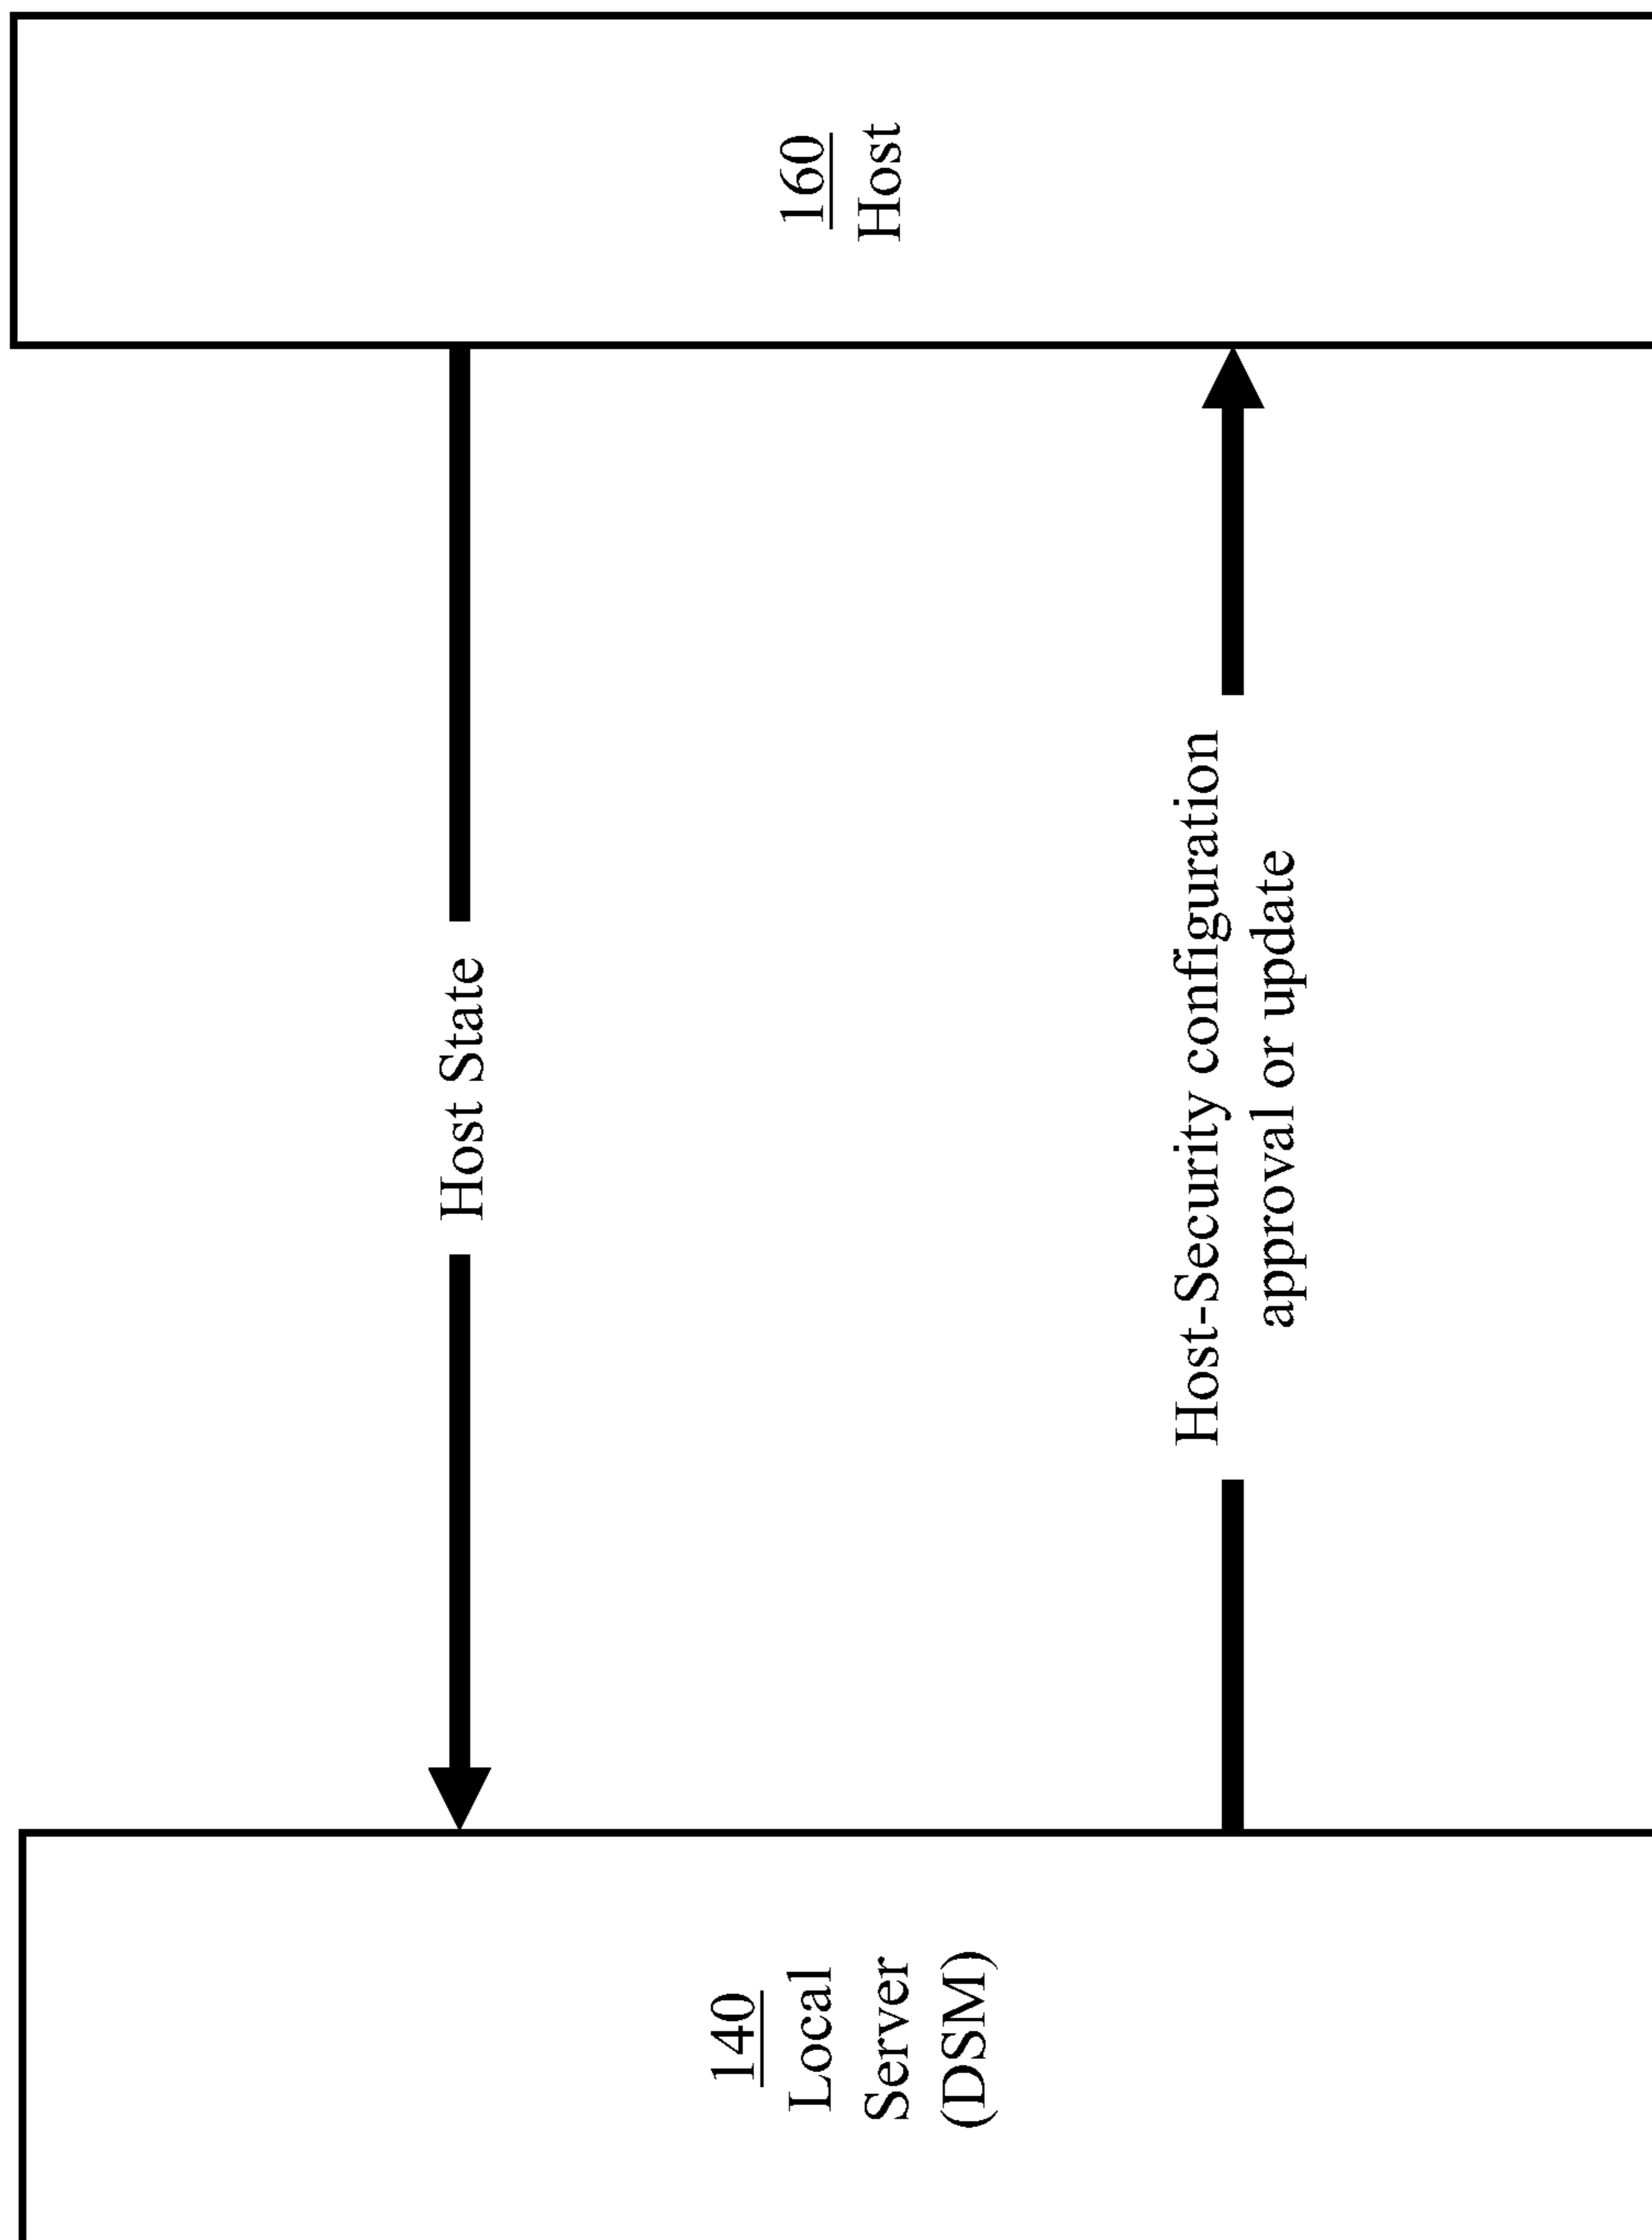 140
Local
Server
(DSM)
Host State
Host-Security configuration
approval or update
160
Host